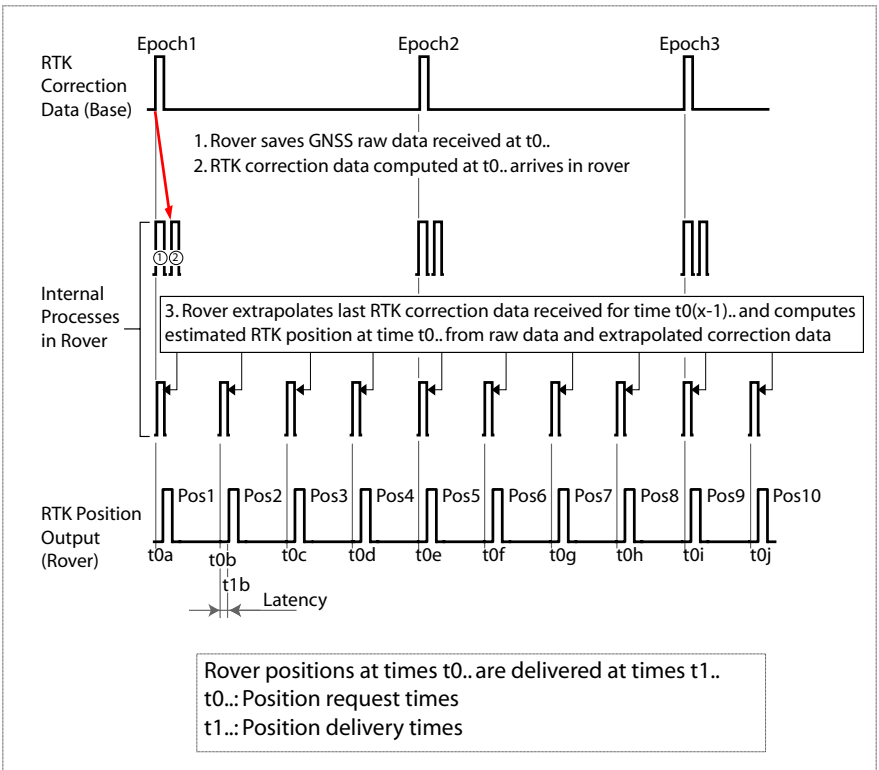 Epoch1 Epoch2 Epoch3
RTK
Correction
Data (Base)
1. Rover saves GNSS raw data received at t0..
2. RTK correction data computed at t0.. arrives in rover
① ②
Internal
Processes
in Rover
3. Rover extrapolates last RTK correction data received for time t0(x-1).. and computes
estimated RTK position at time t0.. from raw data and extrapolated correction data
Pos1 Pos2 Pos3 Pos4 Pos5 Pos6 Pos7 Pos8 Pos9 Pos10
RTK Position
Output
(Rover)
t0a t0b t0c t0d t0e t0f t0g t0h t0i t0j
t1b
Latency
Rover positions at times t0.. are delivered at times t1..
t0..: Position request times
t1..: Position delivery times